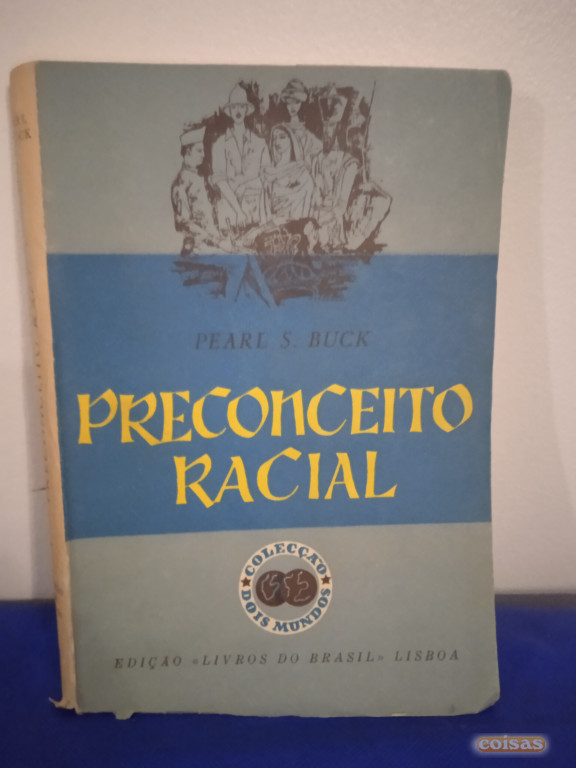 PEARL S. BUCK
PRECONCEITO
RACIAL
COLECÇÃO
DOIS MUNDOS
EDIÇÃO «LIVROS DO BRASIL» LISBOA
coisas